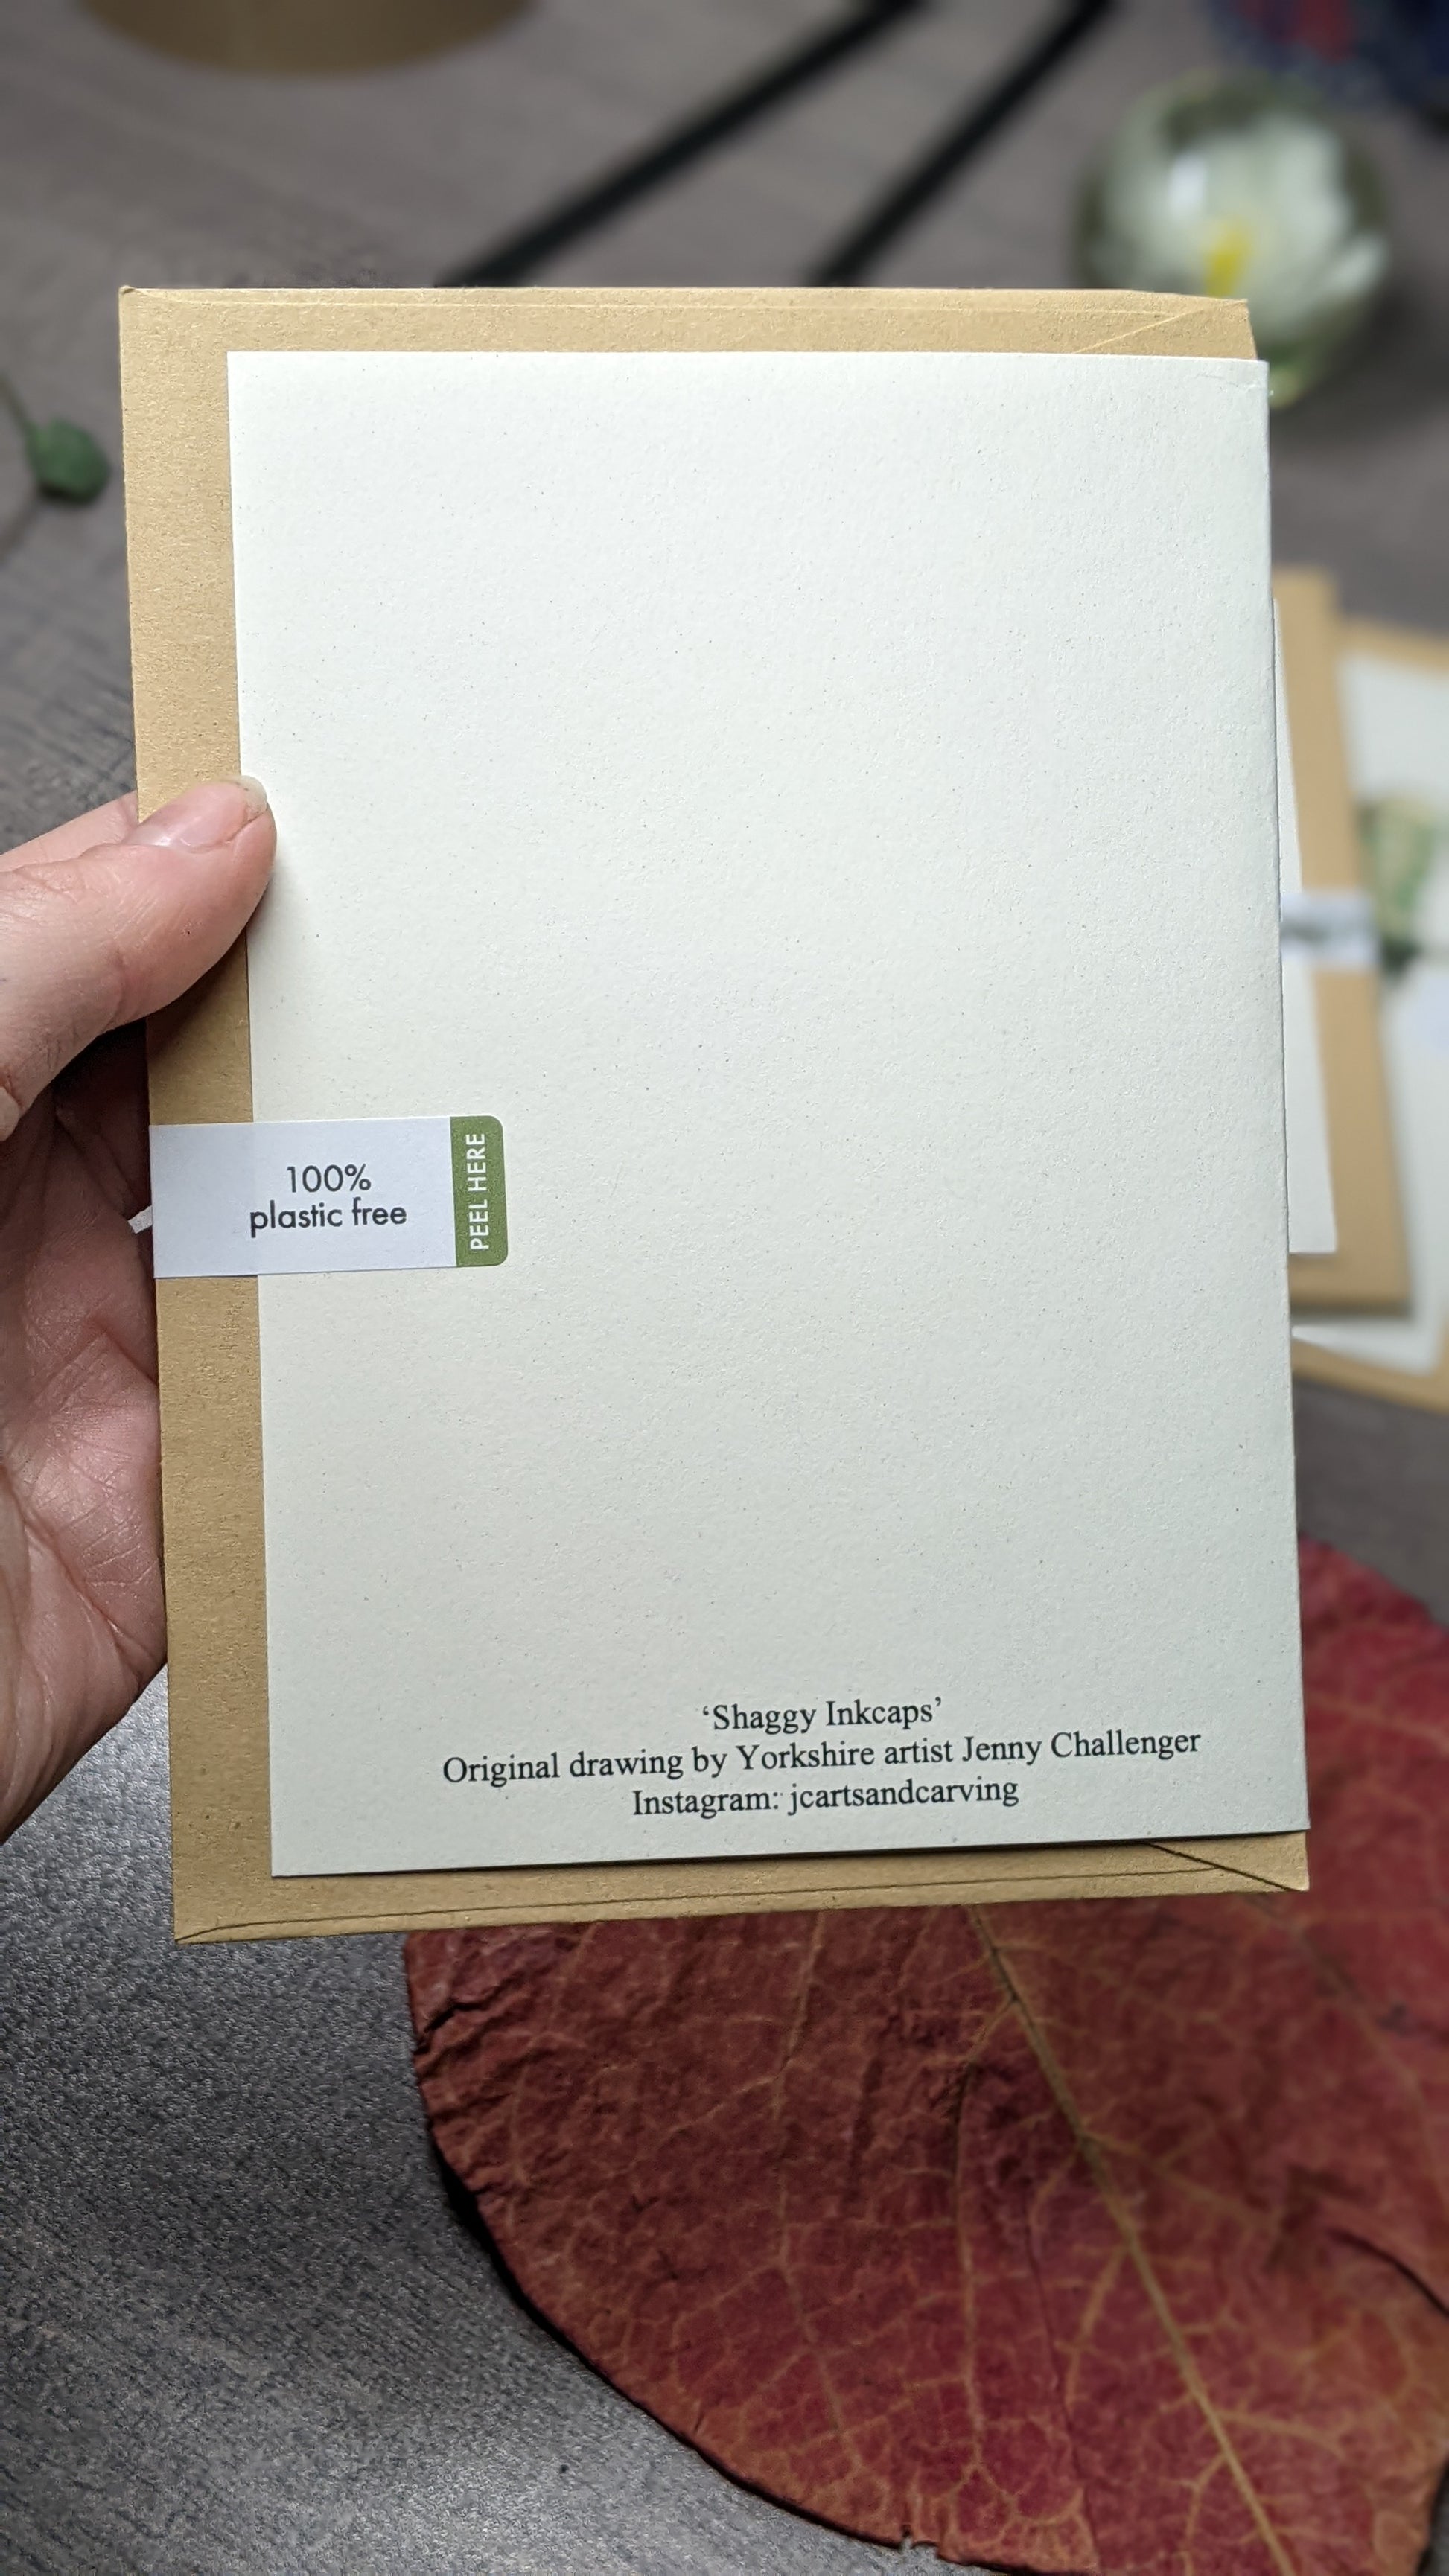 100%
plastic free
PEEL HERE
‘Shaggy Inkcaps’
Original drawing by Yorkshire artist Jenny Challenger
Instagram: jcartsandcarving